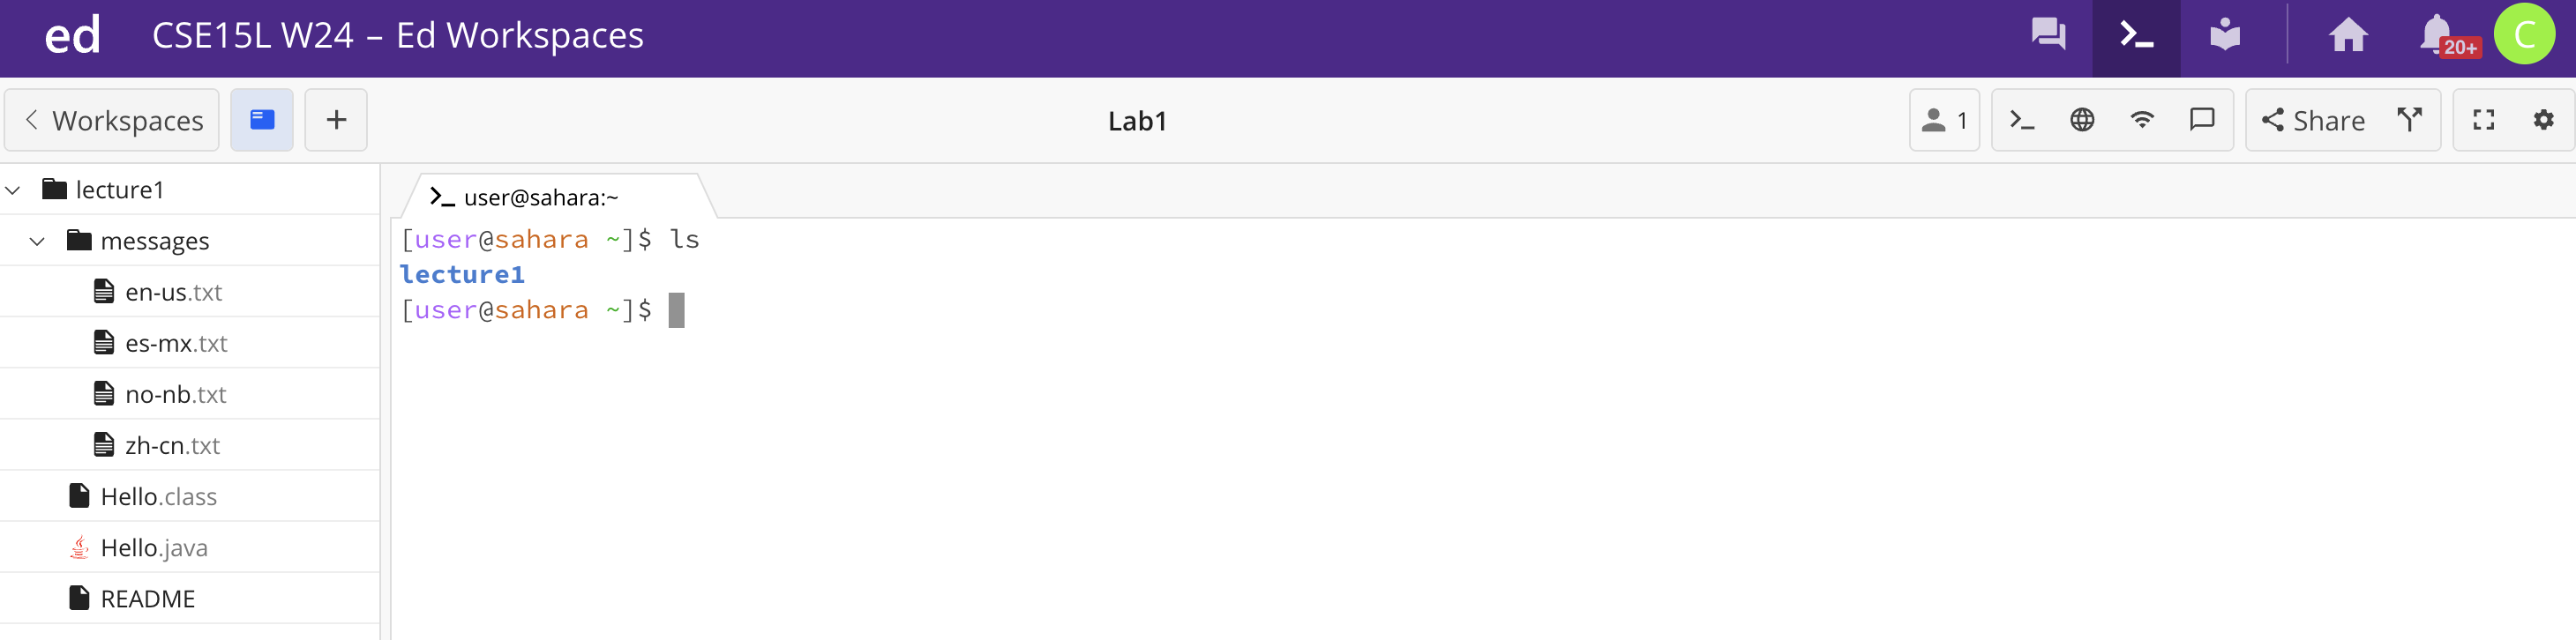 ed CSE15L W24 – Ed Workspaces 20+ C
Workspaces + Lab1 1 Share
lecture1
messages
en-us.txt
es-mx.txt
no-nb.txt
zh-cn.txt
Hello.class
Hello.java
README
user@sahara:~
[user@sahara ~]$ ls
lecture1
[user@sahara ~]$